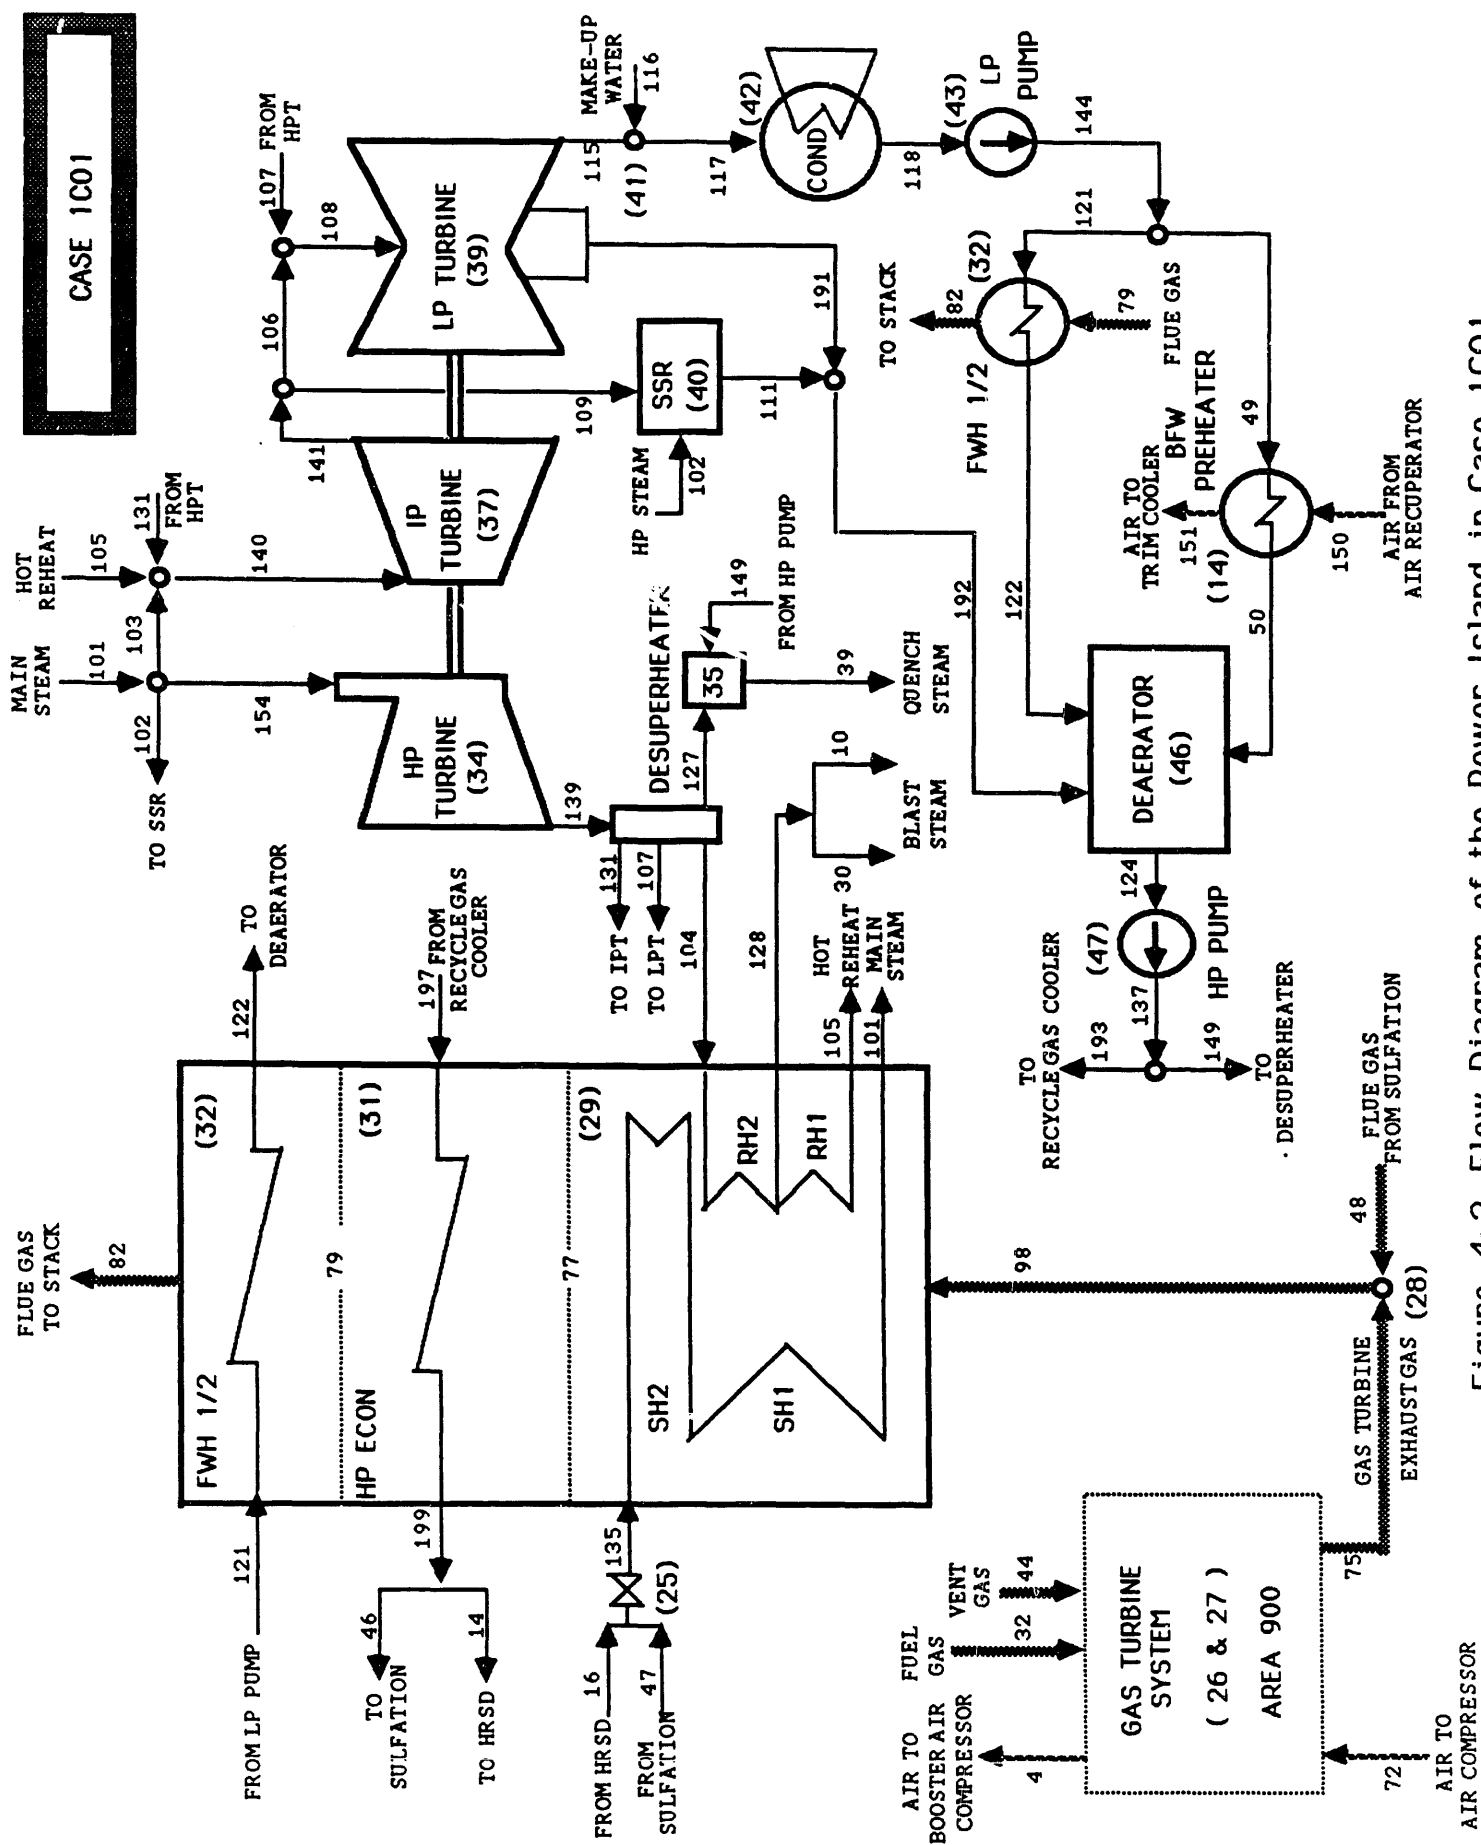 CASE 1C01
MAIN
STEAM
101
HOT
REHEAT
105
131
FROM
HPT
103
102
TO SSR
154
140
141
106
107 FROM
HPT
108
HP
TURBINE
(34)
IP
TURBINE
(37)
LP TURBINE
(39)
115
MAKE-UP
WATER
116
(41)
117
(42)
COND
118
(43)
LP
PUMP
144
121
139
131
TO IPT
107
TO LPT
104
127
DESUPERHEATER
35
149
FROM HP PUMP
39
QUENCH
STEAM
128
10
30
BLAST
STEAM
HP STEAM
102
109
SSR
(40)
111
191
192
TO STACK
82
(32)
FWH 1/2
79
FLUE GAS
122
49
BFW
PREHEATER
(14)
AIR TO
TRIM COOLER
151
150
AIR FROM
AIR RECUPERATOR
50
DEAERATOR
(46)
124
(47)
HP PUMP
137
193
TO
RECYCLE GAS COOLER
149
TO
DESUPERHEATER
FLUE GAS
TO STACK
82
FWH 1/2
(32)
122
TO
DEAERATOR
121
FROM LP PUMP
79
HP ECON
(31)
197 FROM
RECYCLE GAS
COOLER
199
46
TO
SULFATION
14
TO HRSD
77
(29)
SH2
SH1
RH2
RH1
HOT
REHEAT
105
MAIN
STEAM
101
135
(25)
16
FROM HRSD
47
FROM
SULFATION
98
48
FLUE GAS
FROM SULFATION
(28)
GAS TURBINE
EXHAUST GAS
75
VENT
GAS
44
FUEL
GAS
32
AIR TO
BOOSTER AIR
COMPRESSOR
4
GAS TURBINE
SYSTEM
( 26 & 27 )
AREA 900
72
AIR TO
AIR COMPRESSOR
Figure 4.2 Flow Diagram of the Power Island in Case 1C01